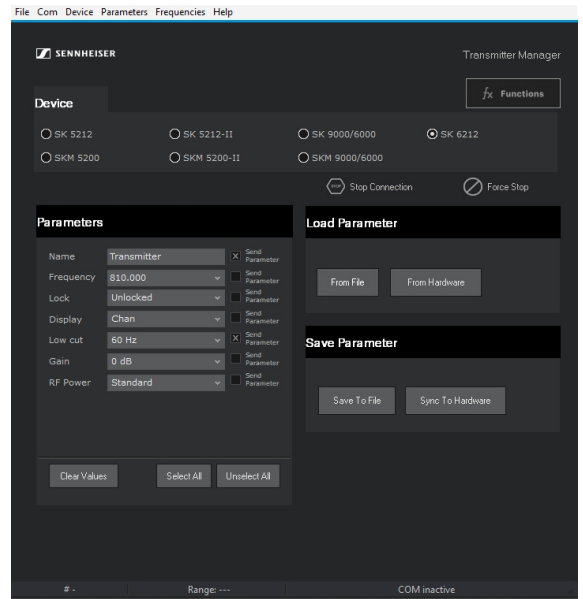 File Com Device Parameters Frequencies Help
SENNHEISER
Transmitter Manager
fx Functions
Device
SK 5212 SK 5212-II SK 9000/6000 SK 6212
SKM 5200 SKM 5200-II SKM 9000/6000
STOP Stop Connection Force Stop
Parameters
Name Transmitter X Send Parameter
Frequency 810.000 Send Parameter
Lock Unlocked Send Parameter
Display Chan Send Parameter
Low cut 60 Hz X Send Parameter
Gain 0 dB Send Parameter
RF Power Standard Send Parameter
Clear Values Select All Unselect All
Load Parameter
From File From Hardware
Save Parameter
Save To File Sync To Hardware
# - Range: --- COM inactive